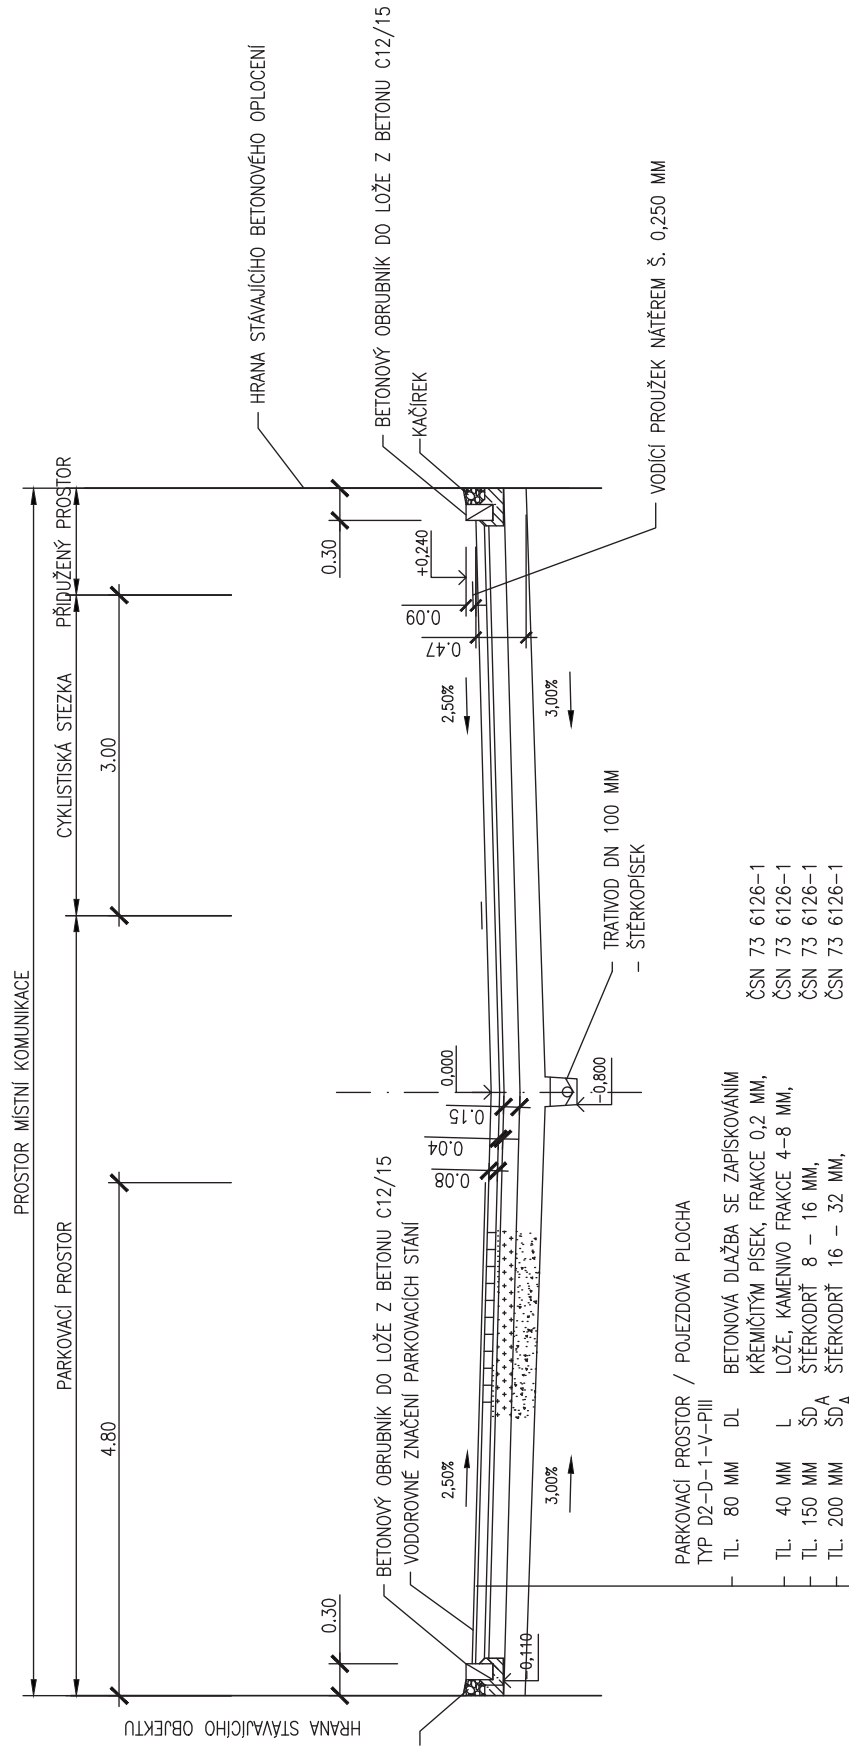 PROSTOR MÍSTNÍ KOMUNIKACE
PARKOVACÍ PROSTOR
CYKLISTISKÁ STEZKA
PŘIDUŽENÝ PROSTOR
4.80
3.00
HRANA STÁVAJÍCÍHO OBJEKTU
HRANA STÁVAJÍCÍHO BETONOVÉHO OPLOCENÍ
0.30
0.30
BETONOVÝ OBRUBNÍK DO LOŽE Z BETONU C12/15
VODOROVNÉ ZNAČENÍ PARKOVACÍCH STÁNÍ
BETONOVÝ OBRUBNÍK DO LOŽE Z BETONU C12/15
KAČÍREK
2,50%
0.08
0.04
0.15
0,000
2,50%
0.47
0.09
+0,240
-0,110
3,00%
-0,800
3,00%
TRATIVOD DN 100 MM
- ŠTĚRKOPÍSEK
VODÍCÍ PROUŽEK NÁTĚREM Š. 0,250 MM
PARKOVACÍ PROSTOR / POJEZDOVÁ PLOCHA
TYP D2-D-1-V-PIII
TL. 80 MM DL BETONOVÁ DLAŽBA SE ZAPÍSKOVÁNÍM
KŘEMIČITÝM PÍSEK, FRAKCE 0,2 MM, ČSN 73 6126-1
TL. 40 MM L LOŽE, KAMENIVO FRAKCE 4-8 MM, ČSN 73 6126-1
TL. 150 MM ŠDA ŠTĚRKODRŤ 8 - 16 MM, ČSN 73 6126-1
TL. 200 MM ŠDA ŠTĚRKODRŤ 16 - 32 MM, ČSN 73 6126-1